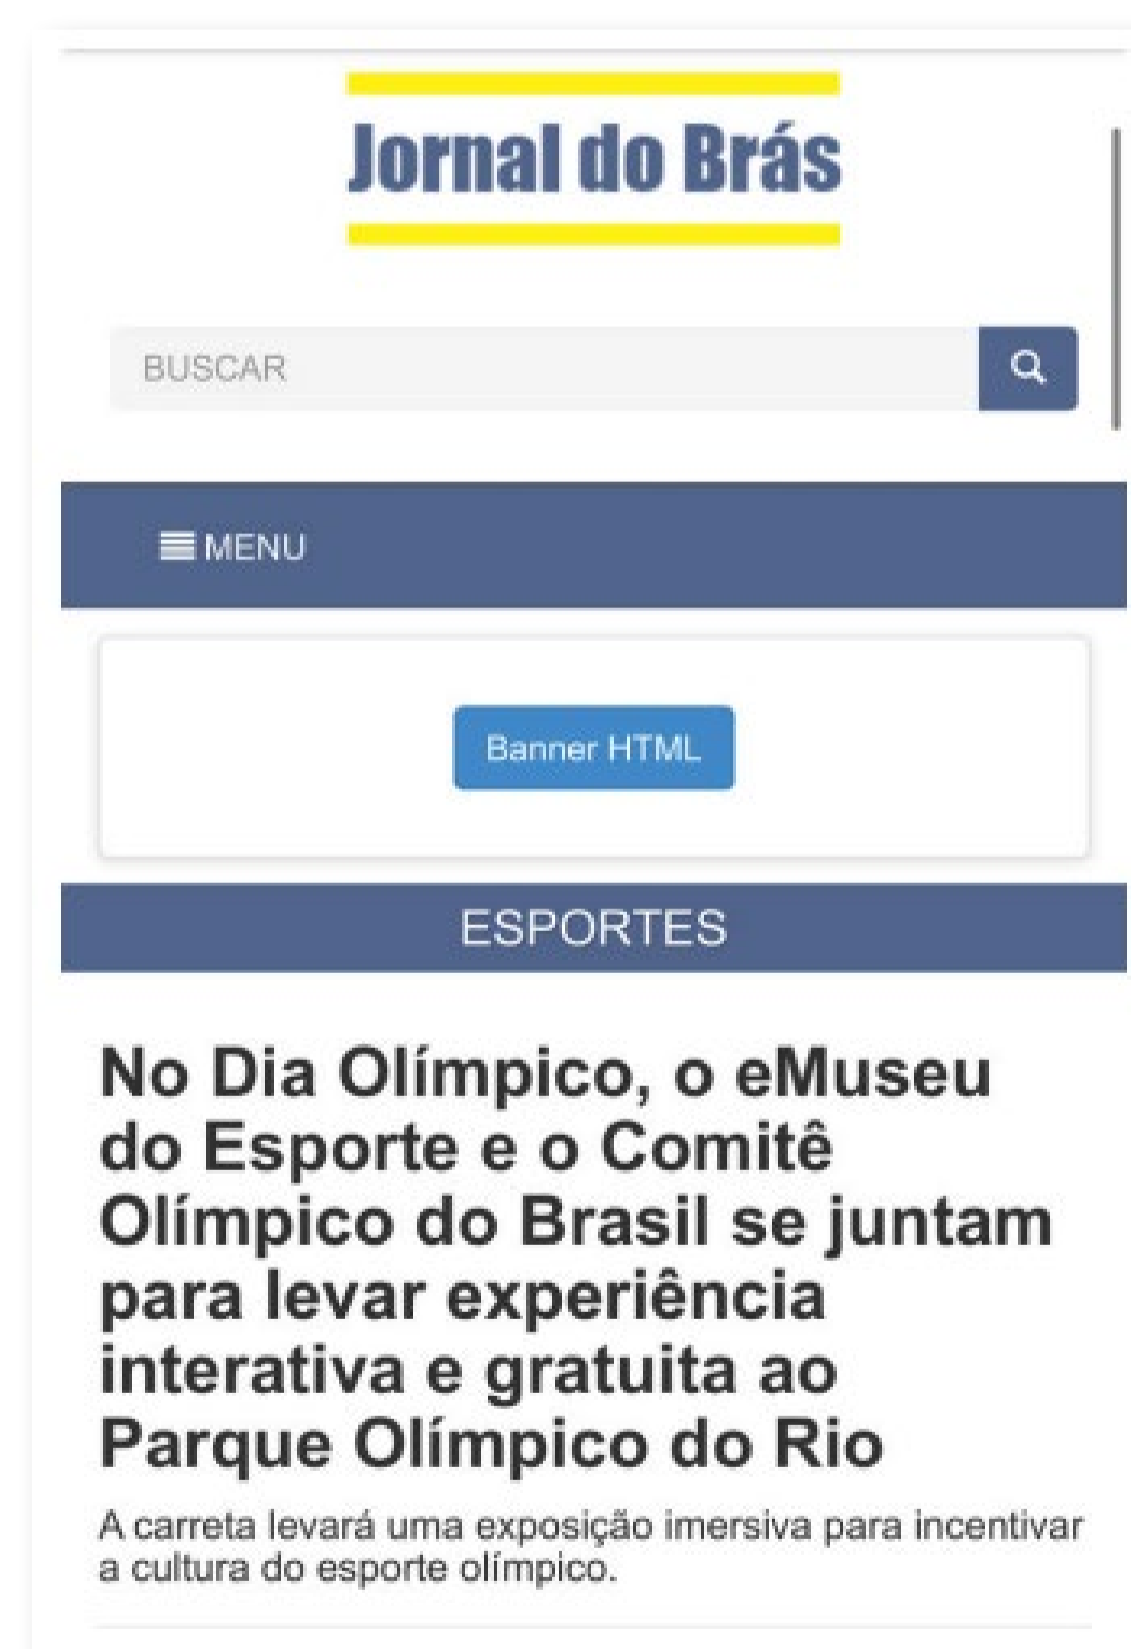 Jornal do Brás
BUSCAR
MENU
Banner HTML
ESPORTES
No Dia Olímpico, o eMuseu
do Esporte e o Comitê
Olímpico do Brasil se juntam
para levar experiência
interativa e gratuita ao
Parque Olímpico do Rio
A carreta levará uma exposição imersiva para incentivar
a cultura do esporte olímpico.